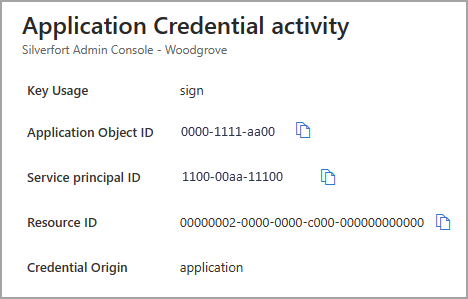 Application Credential activity
Silverfort Admin Console - Woodgrove
Key Usage sign
Application Object ID 0000-1111-aa00
Service principal ID 1100-00aa-11100
Resource ID 00000002-0000-0000-c000-000000000000
Credential Origin application